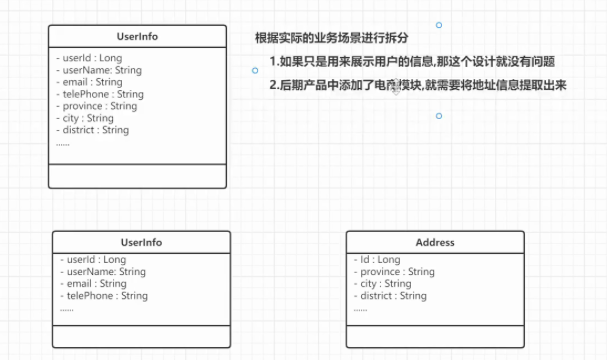 UserInfo
- userId : Long
- userName: String
- email : String
- telePhone : String
- province : String
- city : String
- district : String
......
根据实际的业务场景进行拆分
1.如果只是用来展示用户的信息,那这个设计就没有问题
2.后期产品中添加了电商模块,就需要将地址信息提取出来
UserInfo
- userId : Long
- userName: String
- email : String
- telePhone : String
......
Address
- Id : Long
- province : String
- city : String
- district : String
......